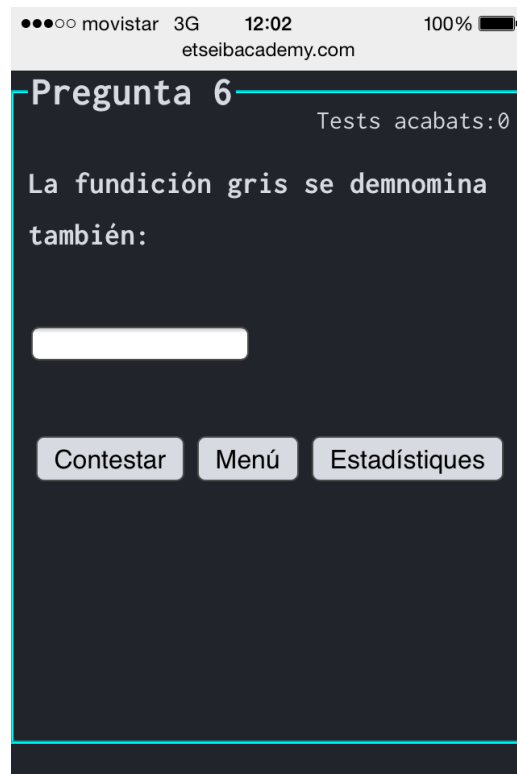 movistar 3G 12:02 100%
etseibacademy.com
Pregunta 6
Tests acabats:0
La fundición gris se demnomina
también:
Contestar Menú Estadístiques